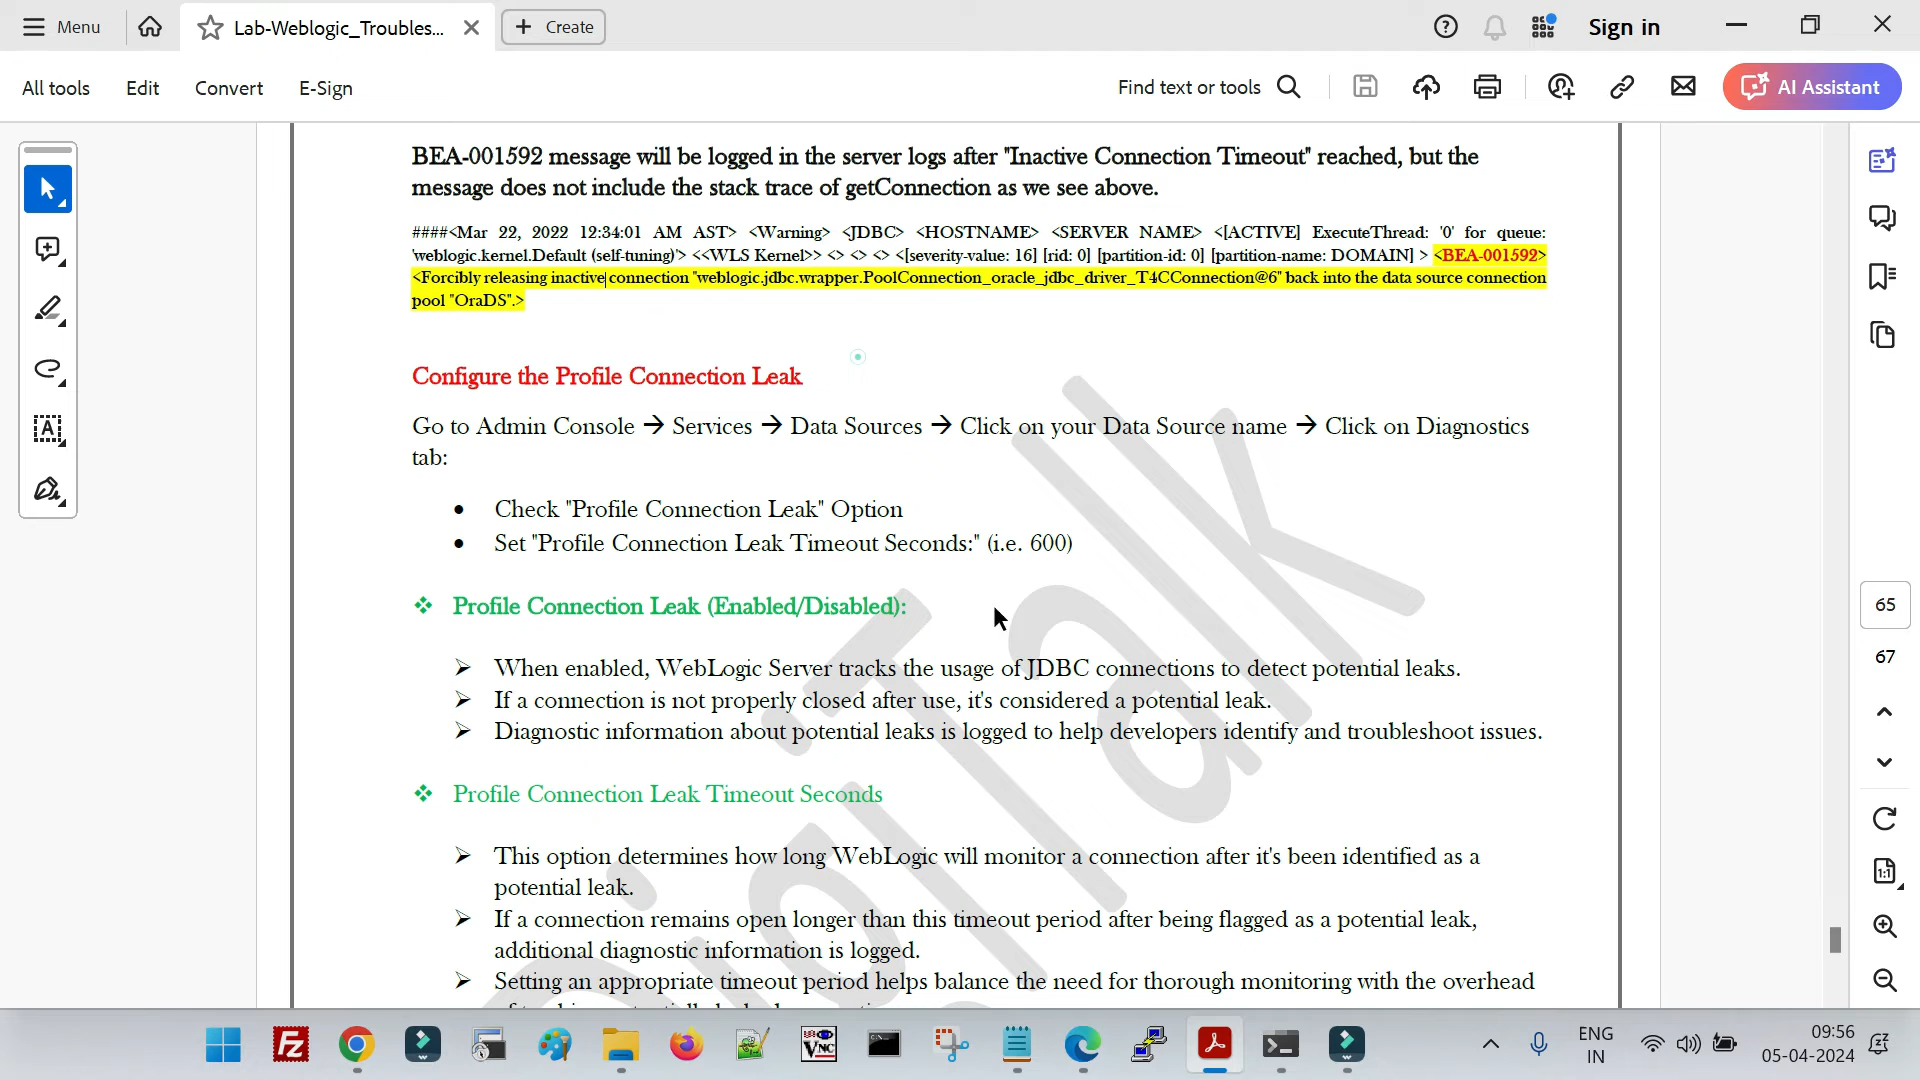 Menu
Lab-Weblogic_Troubles...
Create
Sign in
All tools
Edit
Convert
E-Sign
Find text or tools
AI Assistant
BEA-001592 message will be logged in the server logs after "Inactive Connection Timeout" reached, but the
message does not include the stack trace of getConnection as we see above.
####<Mar 22, 2022 12:34:01 AM AST> <Warning> <JDBC> <HOSTNAME> <SERVER NAME> <[ACTIVE] ExecuteThread: '0' for queue:
'weblogic.kernel.Default (self-tuning)'> <<WLS Kernel>> <> <> <> <[severity-value: 16] [rid: 0] [partition-id: 0] [partition-name: DOMAIN] > <BEA-001592>
<Forcibly releasing inactive connection "weblogic.jdbc.wrapper.PoolConnection_oracle_jdbc_driver_T4CConnection@6" back into the data source connection
pool "OraDS".>
Configure the Profile Connection Leak
Go to Admin Console → Services → Data Sources → Click on your Data Source name → Click on Diagnostics
tab:
• Check "Profile Connection Leak" Option
• Set "Profile Connection Leak Timeout Seconds:" (i.e. 600)
❖ Profile Connection Leak (Enabled/Disabled):
➢ When enabled, WebLogic Server tracks the usage of JDBC connections to detect potential leaks.
➢ If a connection is not properly closed after use, it's considered a potential leak.
➢ Diagnostic information about potential leaks is logged to help developers identify and troubleshoot issues.
❖ Profile Connection Leak Timeout Seconds
➢ This option determines how long WebLogic will monitor a connection after it's been identified as a
potential leak.
➢ If a connection remains open longer than this timeout period after being flagged as a potential leak,
additional diagnostic information is logged.
➢ Setting an appropriate timeout period helps balance the need for thorough monitoring with the overhead
DigiTalk
65
67
1:1
ENG
IN
09:56
05-04-2024